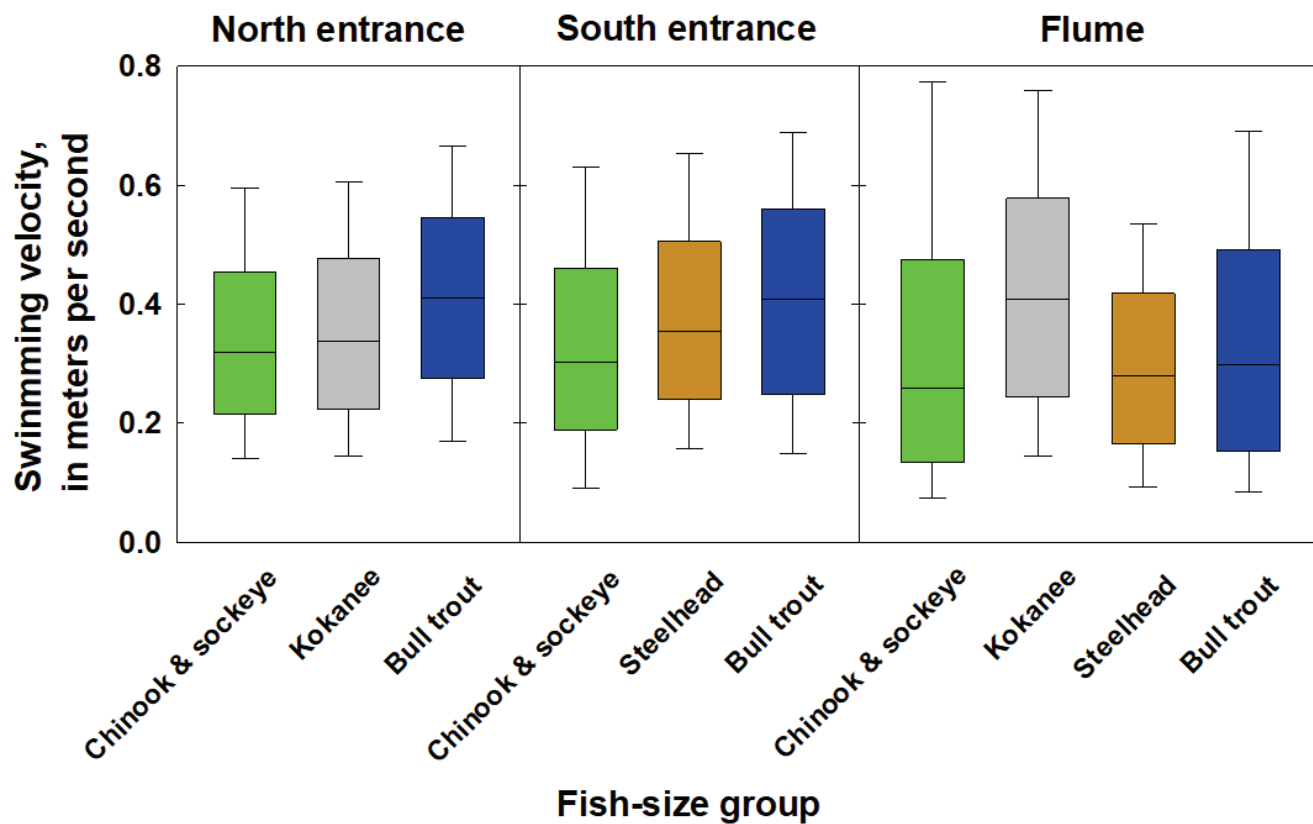 North entrance
South entrance
Flume
Swinmming velocity,
in meters per second
0.8
0.6
0.4
0.2
0.0
Chinook & sockeye
Kokanee
Bull trout
Chinook & sockeye
Steelhead
Bull trout
Chinook & sockeye
Kokanee
Steelhead
Bull trout
Fish-size group